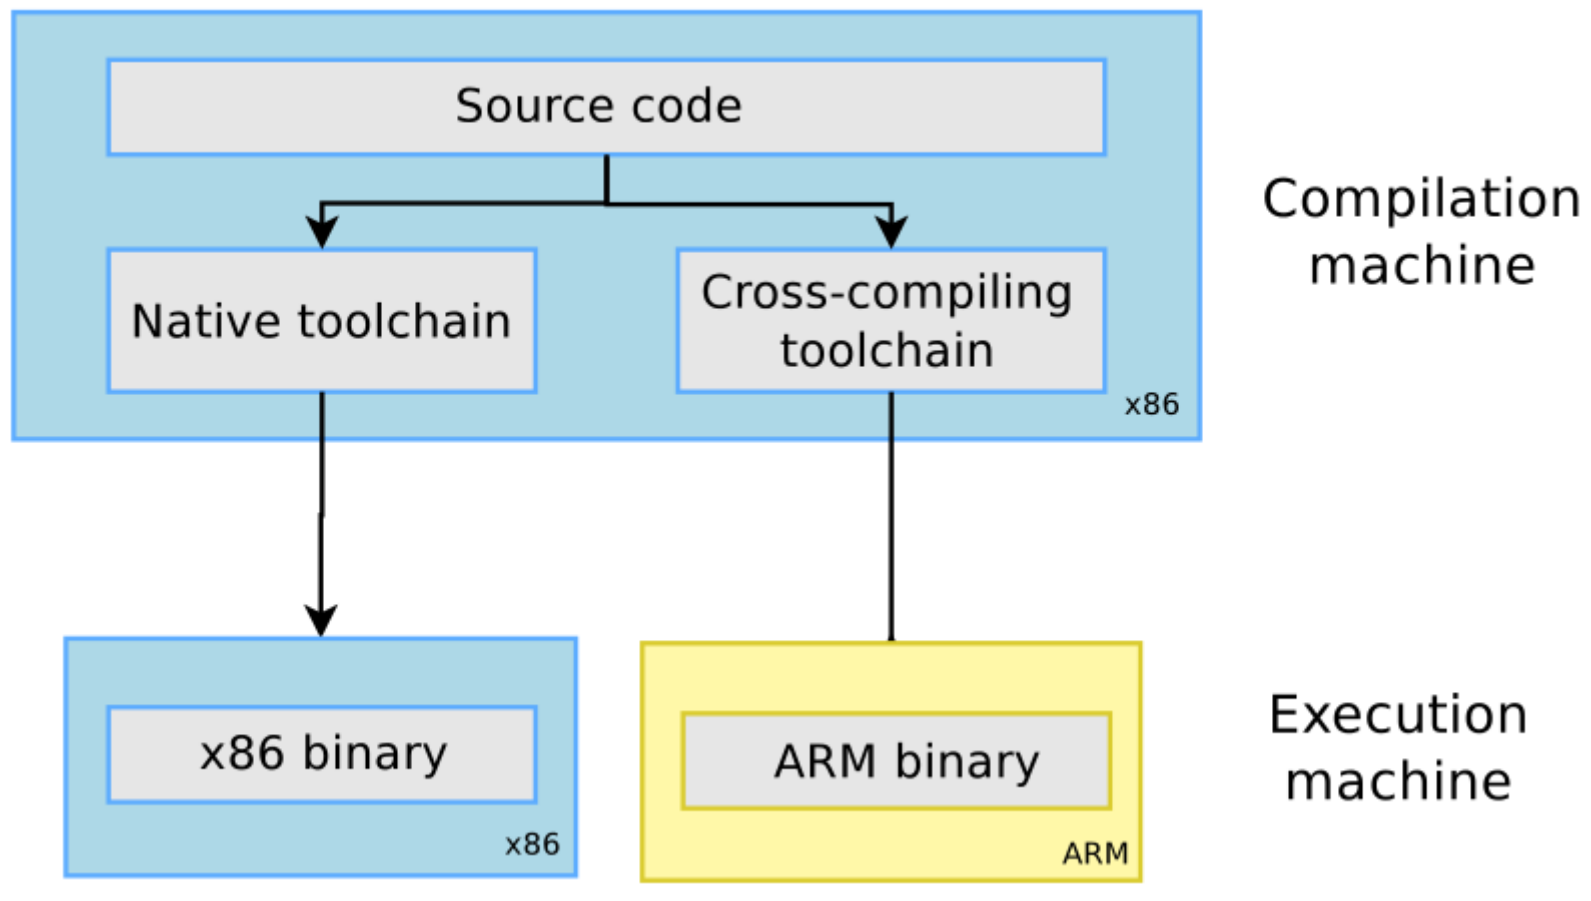 Source code
Compilation
machine
Native toolchain
Cross-compiling
toolchain
x86
x86 binary
x86
ARM binary
ARM
Execution
machine